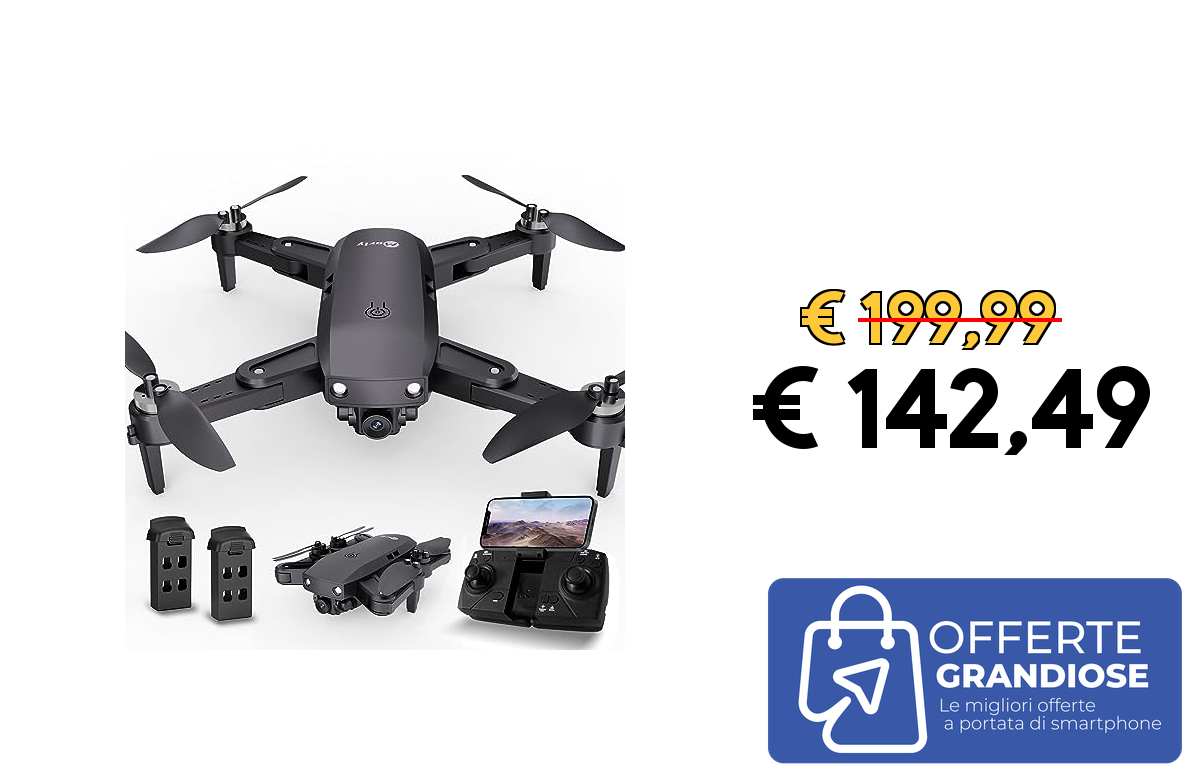 € 199,99
€ 142,49
OFFERTE
GRANDIOSE
Le migliori offerte
a portata di smartphone